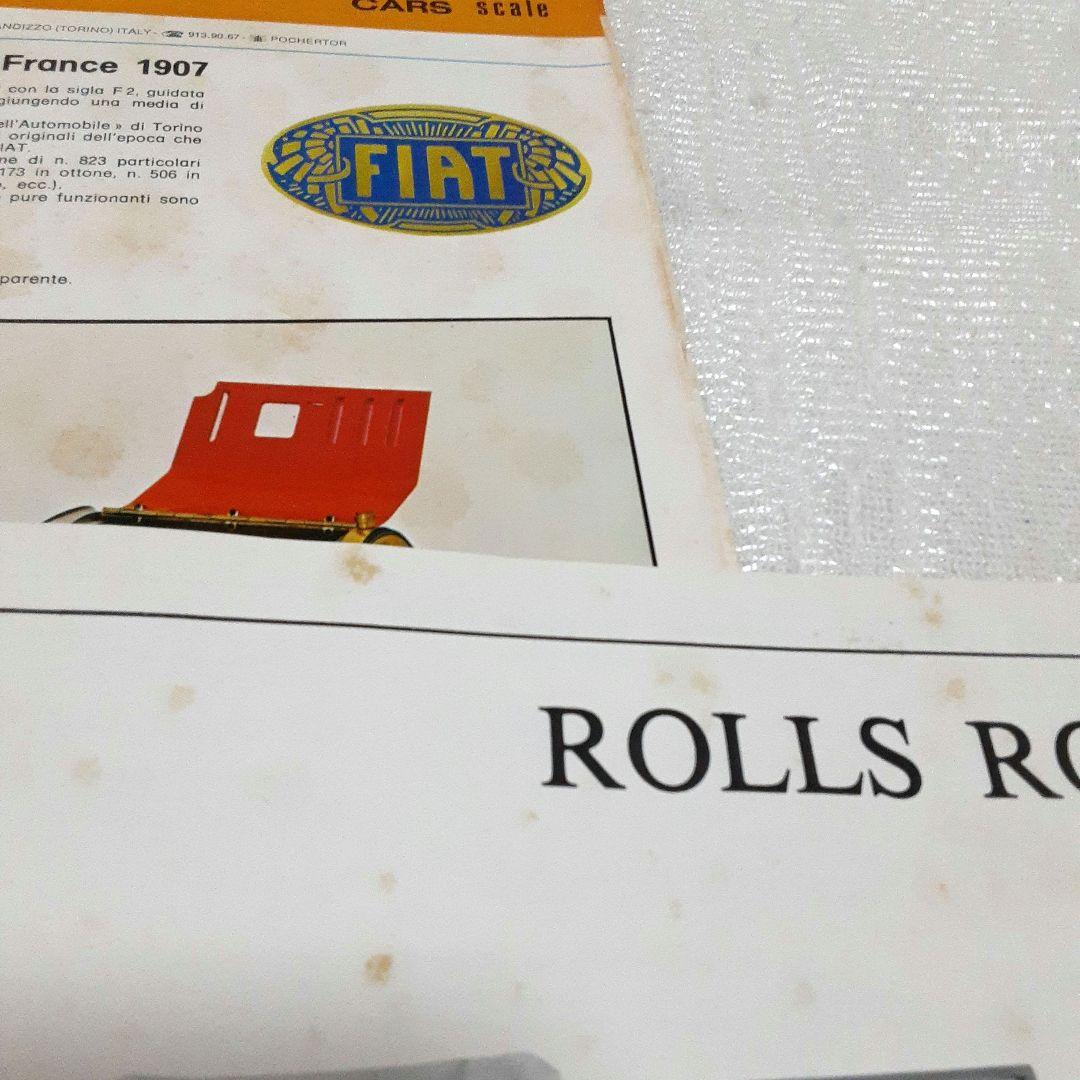 CARS scale
ANDIZZO (TORINO) ITALY - ☎ 913.90.67 - POCHERTOR
France 1907
con la sigla F2, guidata
giungendo una media di
ell'Automobile» di Torino
originali dell'epoca che
IAT.
me di n. 823 particolari
173 in ottone, n. 506 in
, ecc.).
pure funzionanti sono
parente.
FIAT
ROLLS RO